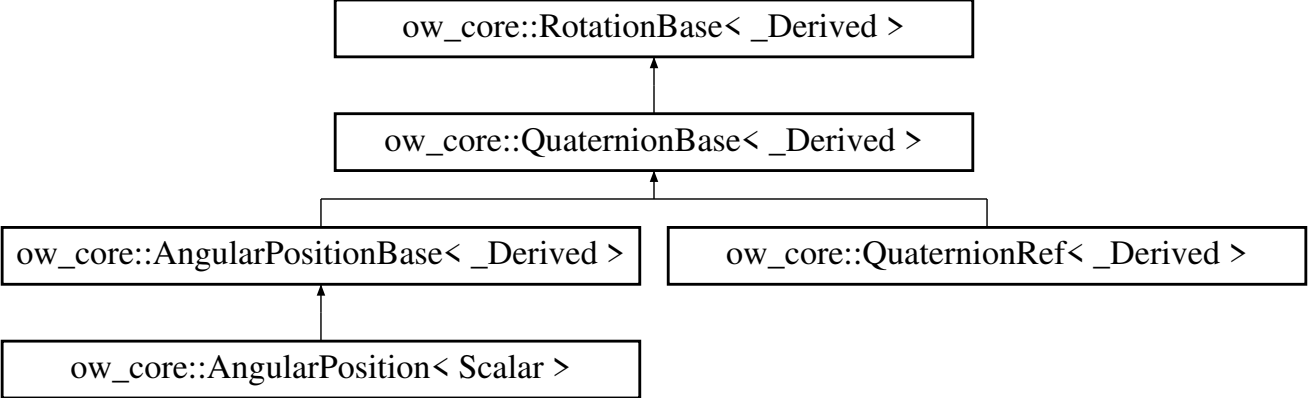 ow_core::RotationBase< _Derived >
ow_core::QuaternionBase< _Derived >
ow_core::AngularPositionBase< _Derived >
ow_core::QuaternionRef< _Derived >
ow_core::AngularPosition< Scalar >